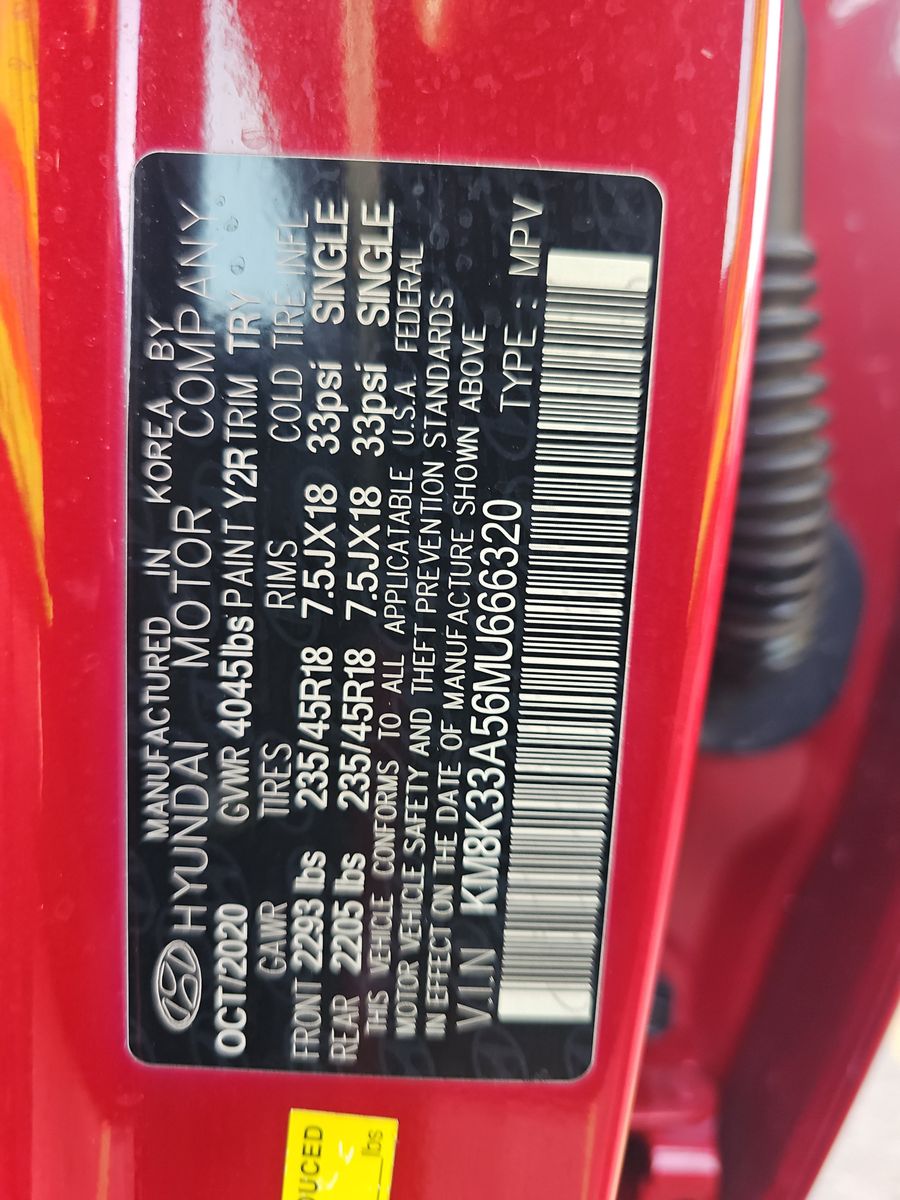 MANUFACTURED IN KOREA BY
HYUNDAI MOTOR COMPANY
OCT/2020 GVWR 4045lbs PAINT Y2R TRIM TRY
GAWR TIRES RIMS COLD TIRE INFL
FRONT 2293 lbs 235/45R18 7.5JX18 33psi SINGLE
REAR 2205 lbs 235/45R18 7.5JX18 33psi SINGLE
THIS VEHICLE CONFORMS TO ALL APPLICATABLE U.S.A. FEDERAL
MOTOR VEHICLE SAFETY AND THEFT PREVENTION STANDARDS
IN EFFECT ON THE DATE OF MANUFACTURE SHOWN ABOVE
V.I.N KM8K33A56MU666320 TYPE : MPV
lbs